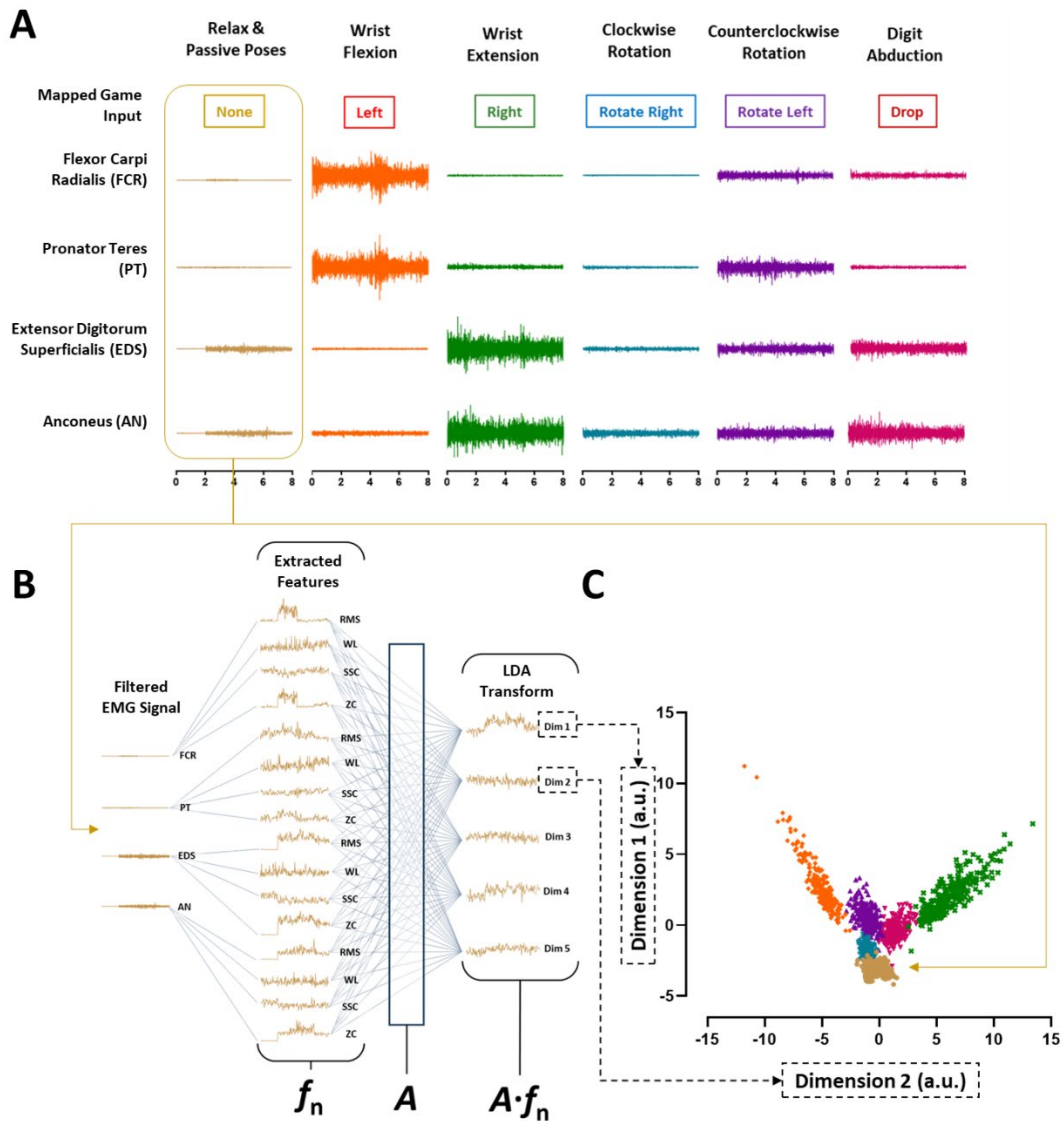 A
Relax &
Passive Poses
Wrist
Flexion
Wrist
Extension
Clockwise
Rotation
Counterclockwise
Rotation
Digit
Abduction
Mapped Game
Input
None
Left
Right
Rotate Right
Rotate Left
Drop
Flexor Carpi
Radialis (FCR)
Pronator Teres
(PT)
Extensor Digitorum
Superficialis (EDS)
Anconeus (AN)
0 2 4 6 8
0 2 4 6 8
0 2 4 6 8
0 2 4 6 8
0 2 4 6 8
0 2 4 6 8
B
Filtered
EMG Signal
FCR
PT
EDS
AN
Extracted
Features
RMS
WL
SSC
ZC
RMS
WL
SSC
ZC
RMS
WL
SSC
ZC
RMS
WL
SSC
ZC
LDA
Transform
Dim 1
Dim 2
Dim 3
Dim 4
Dim 5
fn
A
A·fn
C
Dimension 1 (a.u.)
15
10
5
0
-5
-15 -10 -5 0 5 10 15
Dimension 2 (a.u.)